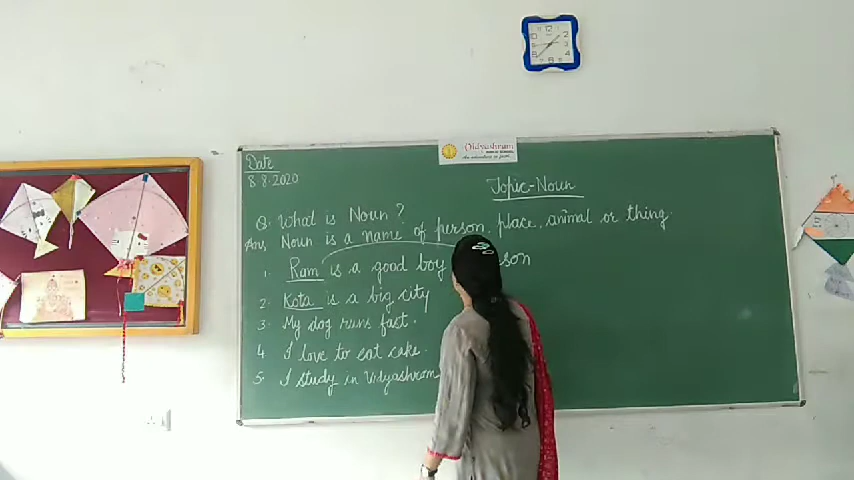 Date
8.8.2020
Vidyashram
Topic-Noun
Q. What is Noun ?
Ans. Noun is a name of person, place, animal or thing.
1. Ram is a good boy son
2. Kota is a big city
3. My dog runs fast.
4. I love to eat cake.
5. I study in Vidyashram